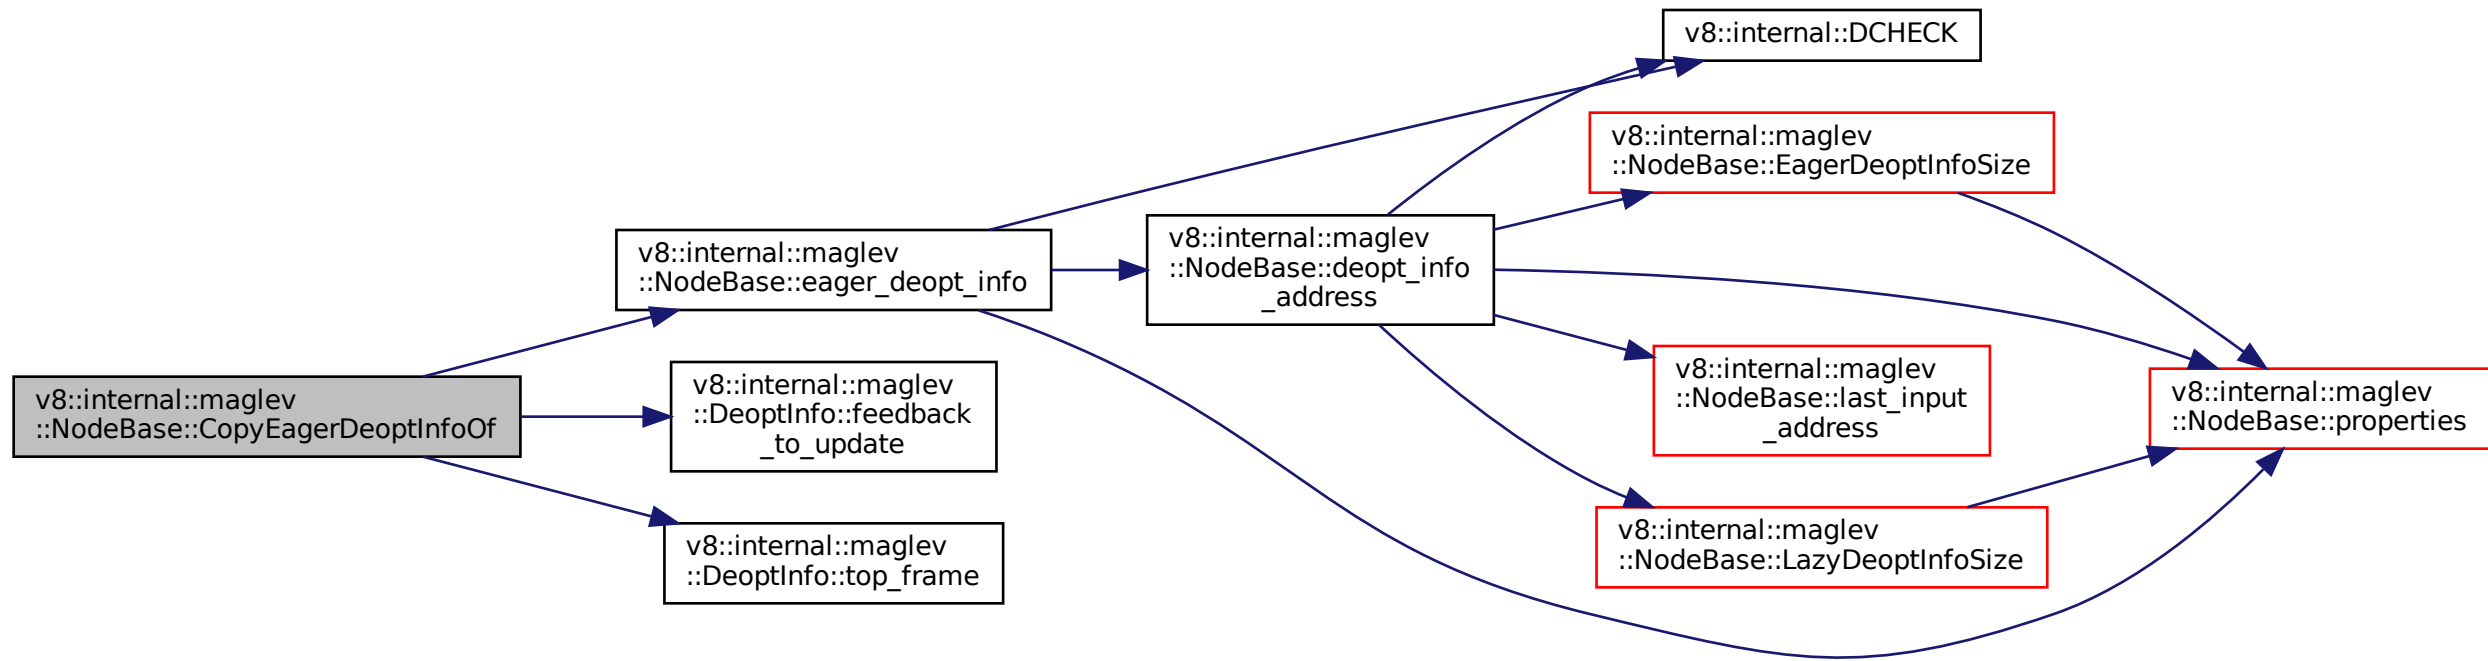 v8::internal::maglev
::NodeBase::CopyEagerDeoptInfoOf
v8::internal::maglev
::NodeBase::eager_deopt_info
v8::internal::maglev
::DeoptInfo::feedback
_to_update
v8::internal::maglev
::DeoptInfo::top_frame
v8::internal::maglev
::NodeBase::deopt_info
_address
v8::internal::DCHECK
v8::internal::maglev
::NodeBase::EagerDeoptInfoSize
v8::internal::maglev
::NodeBase::last_input
_address
v8::internal::maglev
::NodeBase::LazyDeoptInfoSize
v8::internal::maglev
::NodeBase::properties